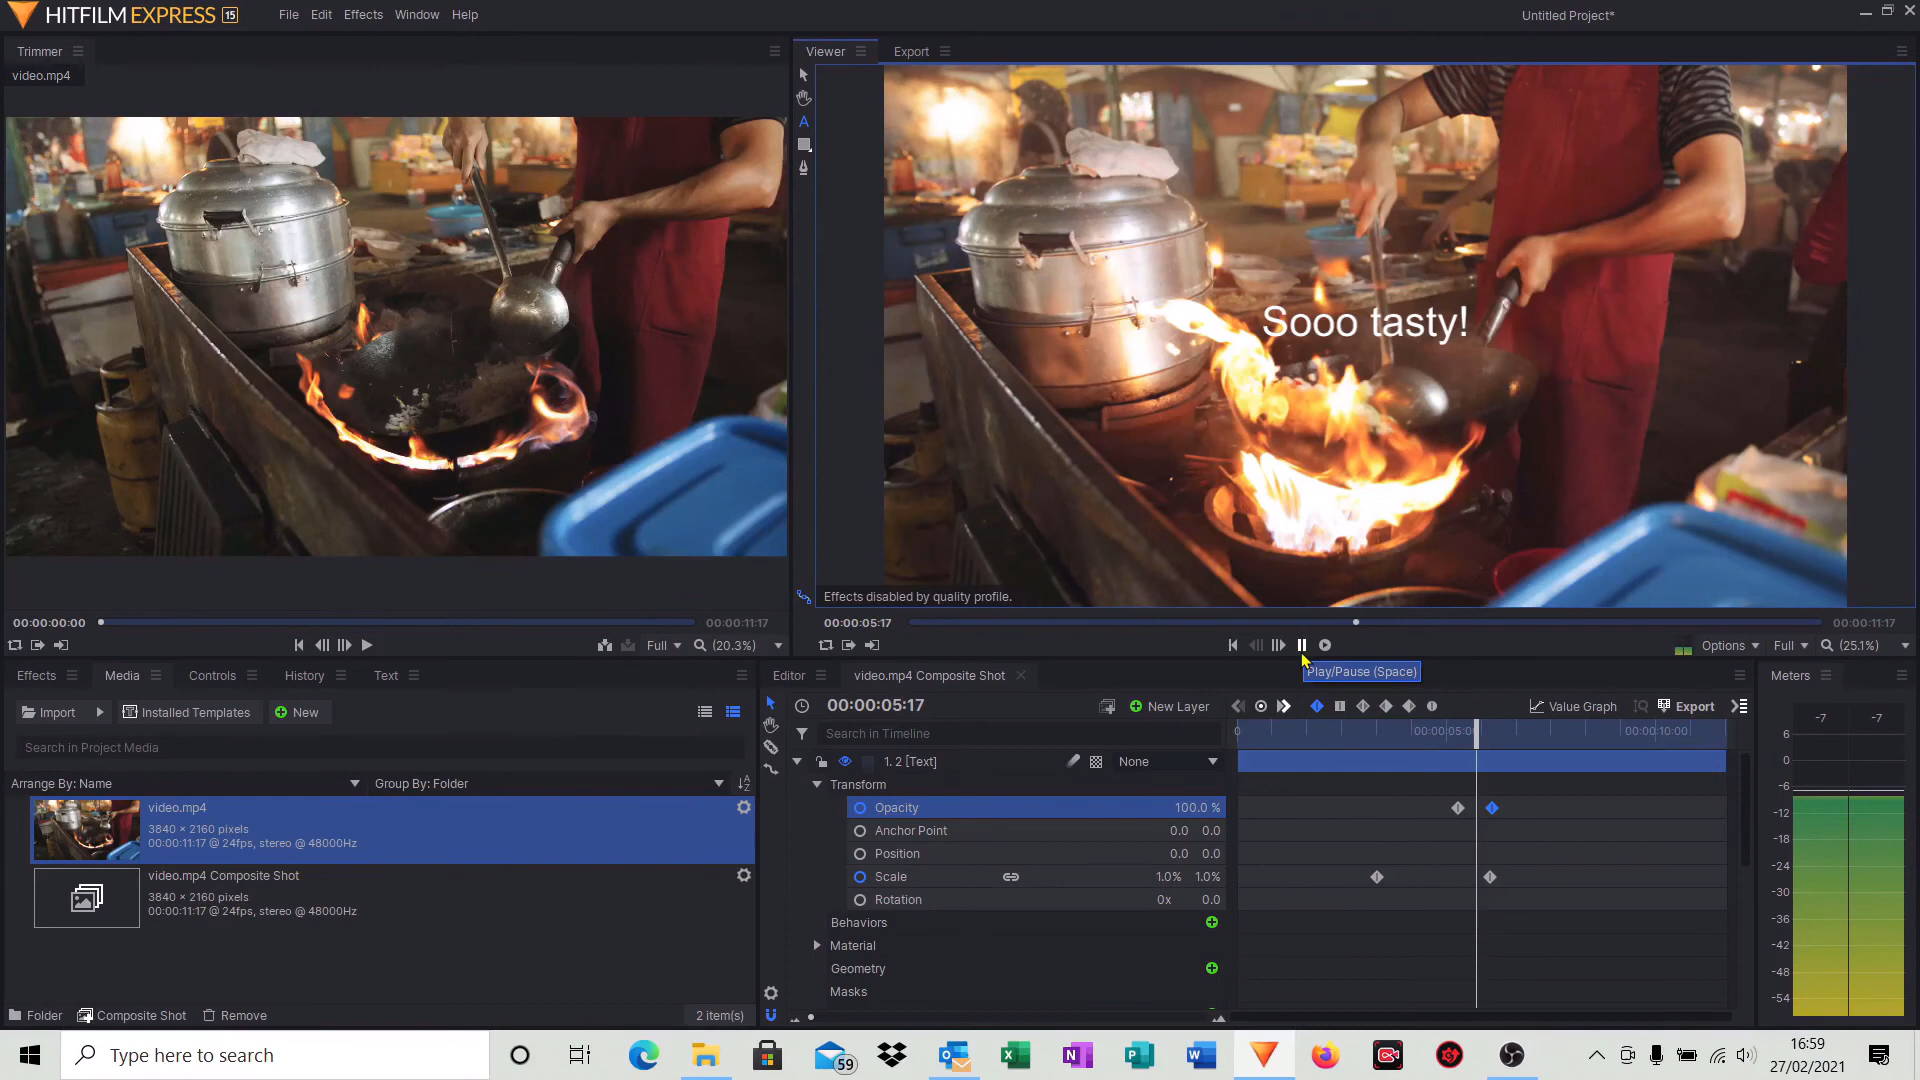 HITFILM EXPRESS 15 File Edit Effects Window Help Untitled Project*
Trimmer
video.mp4
Viewer Export
Sooo tasty!
Effects disabled by quality profile.
00:00:00:00 00:00:11:17
Full (20.3%)
00:00:05:17 00:00:11:17
Options Full (25.1%)
Play/Pause (Space)
Effects Media Controls History Text
Import Installed Templates New
Search in Project Media
Arrange By: Name Group By: Folder
video.mp4
3840 × 2160 pixels
00:00:11:17 @ 24fps, stereo @ 48000Hz
video.mp4 Composite Shot
3840 × 2160 pixels
00:00:11:17 @ 24fps, stereo @ 48000Hz
Folder Composite Shot Remove 2 item(s)
Editor video.mp4 Composite Shot
00:00:05:17 New Layer Value Graph Export
Search in Timeline 0 00:00:05:0 00:00:10:00
1. 2 [Text] None
Transform
Opacity 100.0 %
Anchor Point 0.0 0.0
Position 0.0 0.0
Scale 1.0% 1.0%
Rotation 0x 0.0
Behaviors
Material
Geometry
Masks
Meters
-7 -7
6
0
-6
-12
-18
-24
-30
-36
-42
-48
-54
Type here to search 59 16:59
27/02/2021